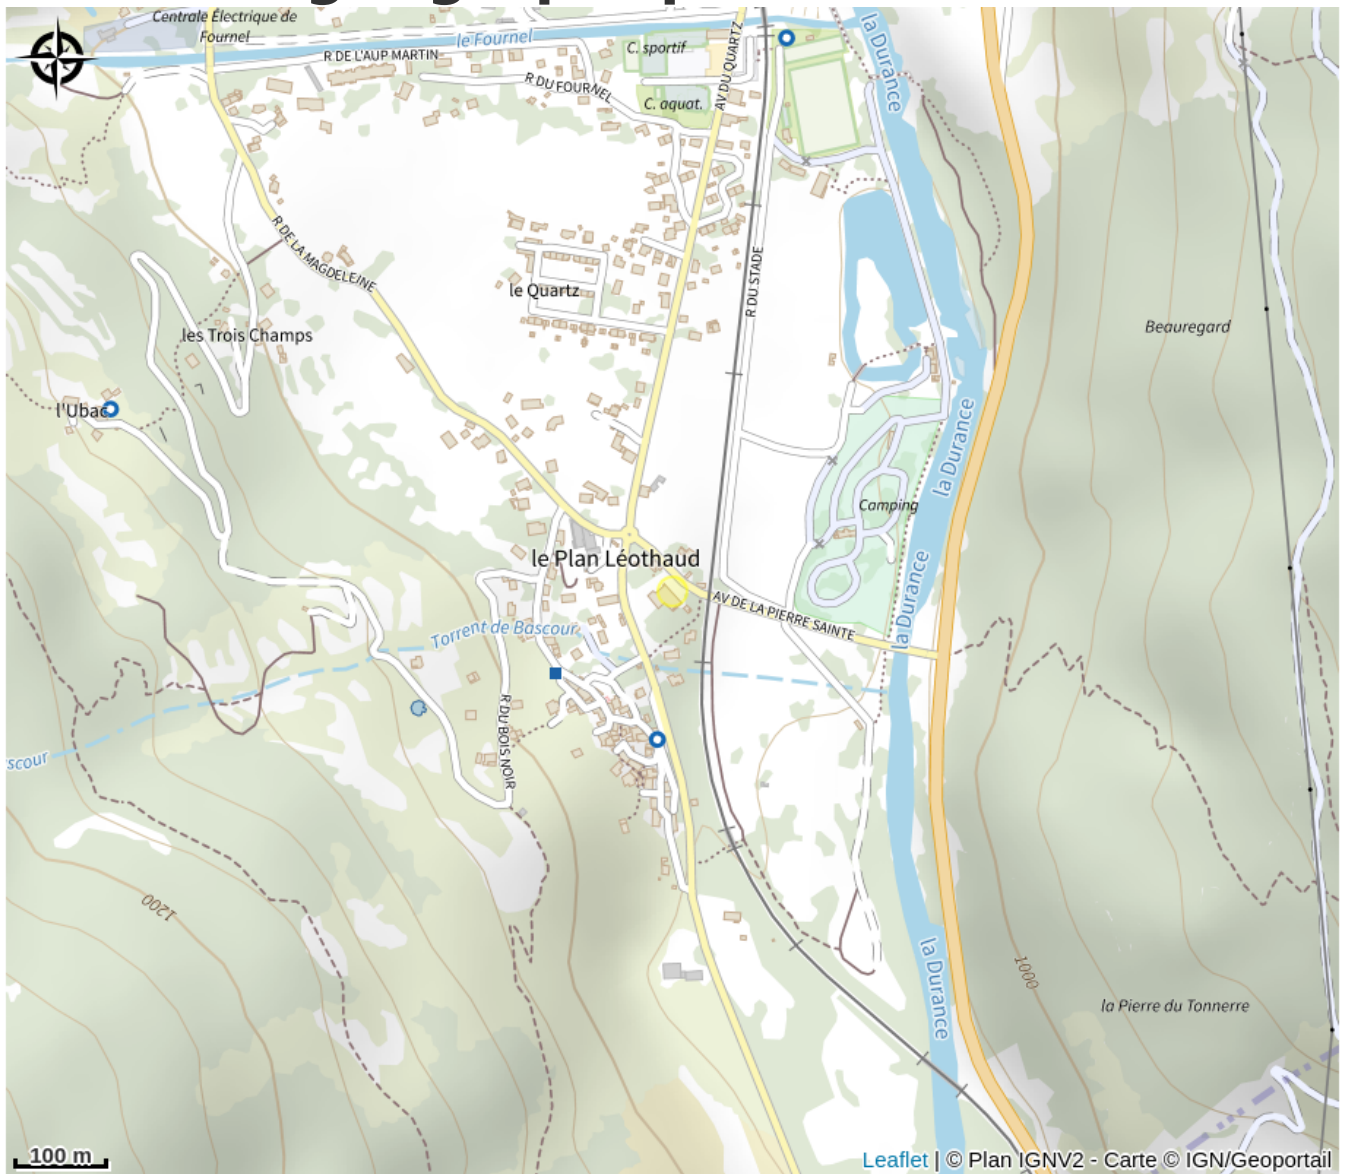 Centrale Électrique de
Fournel
le Fournel
R DE L'AUP MARTIN
R DU FOURNEL
C. sportif
C. aquat.
AV DU QUARTZ
la Durance
R DE LA MAGDELEINE
R DU STADE
le Quartz
les Trois Champs
Beauregard
l'Ubac
la Durance
Camping
le Plan Léothaud
la Durance
AV DE LA PIERRE SAINTE
Torrent de Bascour
R DU BOIS NOIR
scour
1200
la Durance
1000
la Pierre du Tonnerre
100 m
Leaflet | © Plan IGNV2 - Carte © IGN/Geoportail